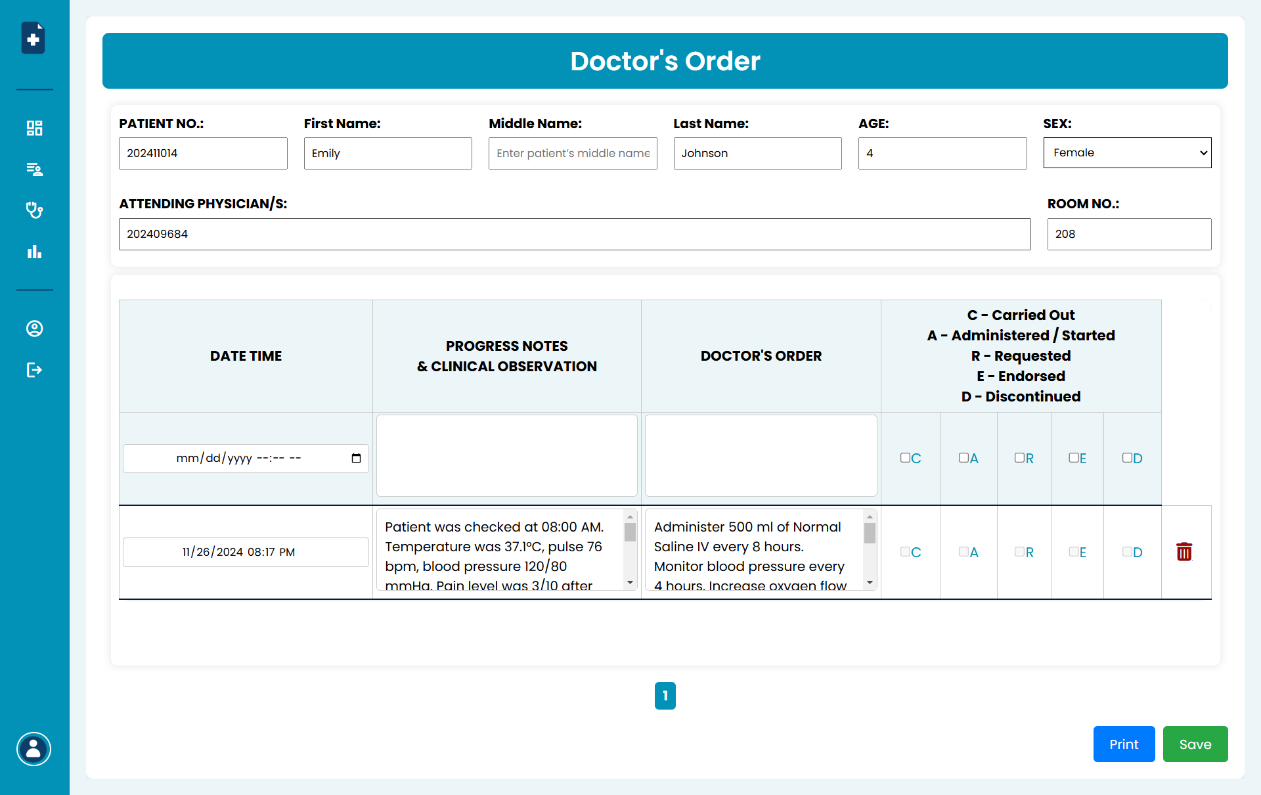 Doctor's Order
PATIENT NO.: First Name: Middle Name: Last Name: AGE: SEX:
202411014 Emily Enter patient's middle name Johnson 4 Female
ATTENDING PHYSICIAN/S: ROOM NO.:
202409684 208
DATE TIME
PROGRESS NOTES
& CLINICAL OBSERVATION
DOCTOR'S ORDER
C - Carried Out
A - Administered / Started
R - Requested
E - Endorsed
D - Discontinued
mm/dd/yyyy --:-- -- C A R E D
11/26/2024 08:17 PM
Patient was checked at 08:00 AM.
Temperature was 37.1°C, pulse 76
bpm, blood pressure 120/80
mmHg. Pain level was 3/10 after
Administer 500 ml of Normal
Saline IV every 8 hours.
Monitor blood pressure every
4 hours. Increase oxygen flow
C A R E D
1
Print Save